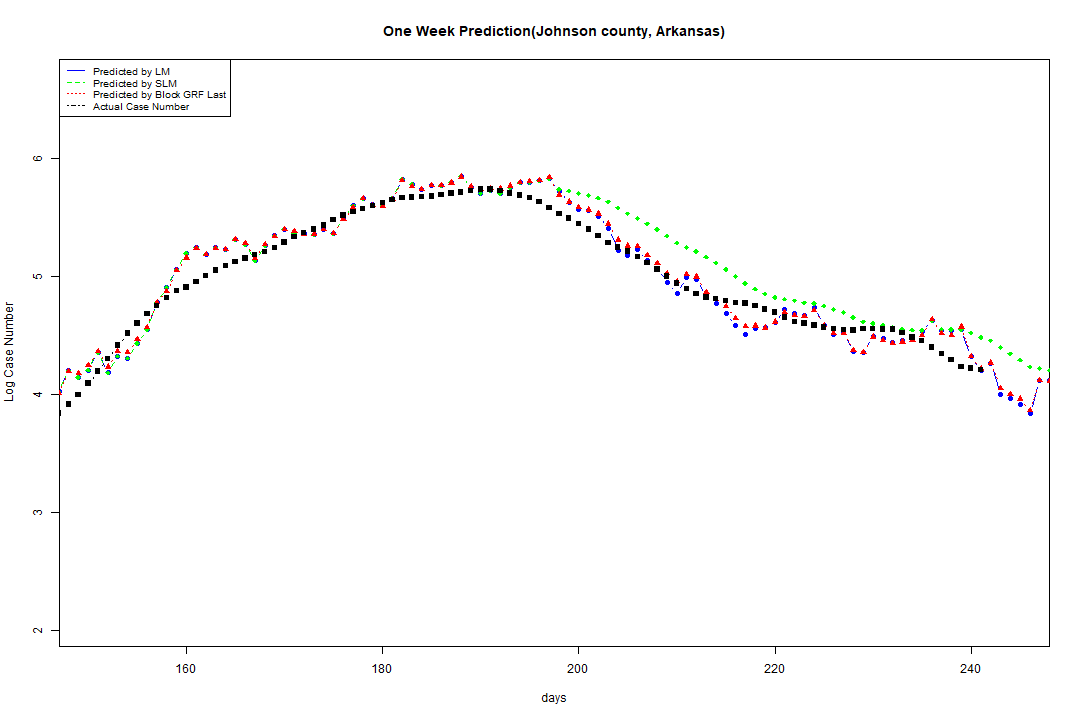 One Week Prediction(Johnson county, Arkansas)
Predicted by LM
Predicted by SLM
Predicted by Block GRF Last
Actual Case Number
6
5
4
3
2
Log Case Number
160 180 200 220 240
days